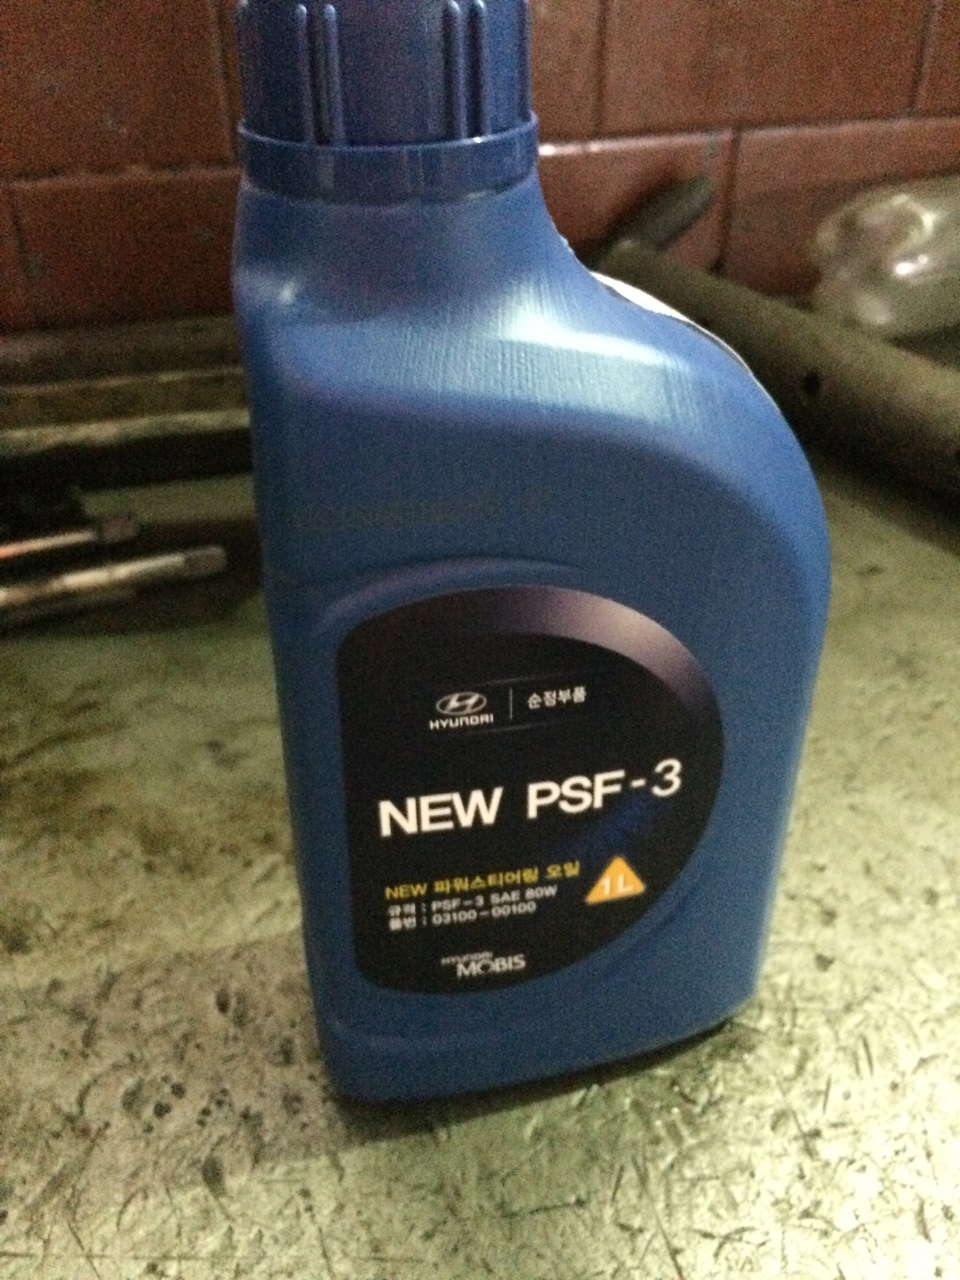 HYUNDAI 순정부품
NEW PSF-3
NEW 파워스티어링 오일
규격 : PSF-3 SAE 80W
품번 : 03100-00100
1L
HYUNDAI
MOBIS